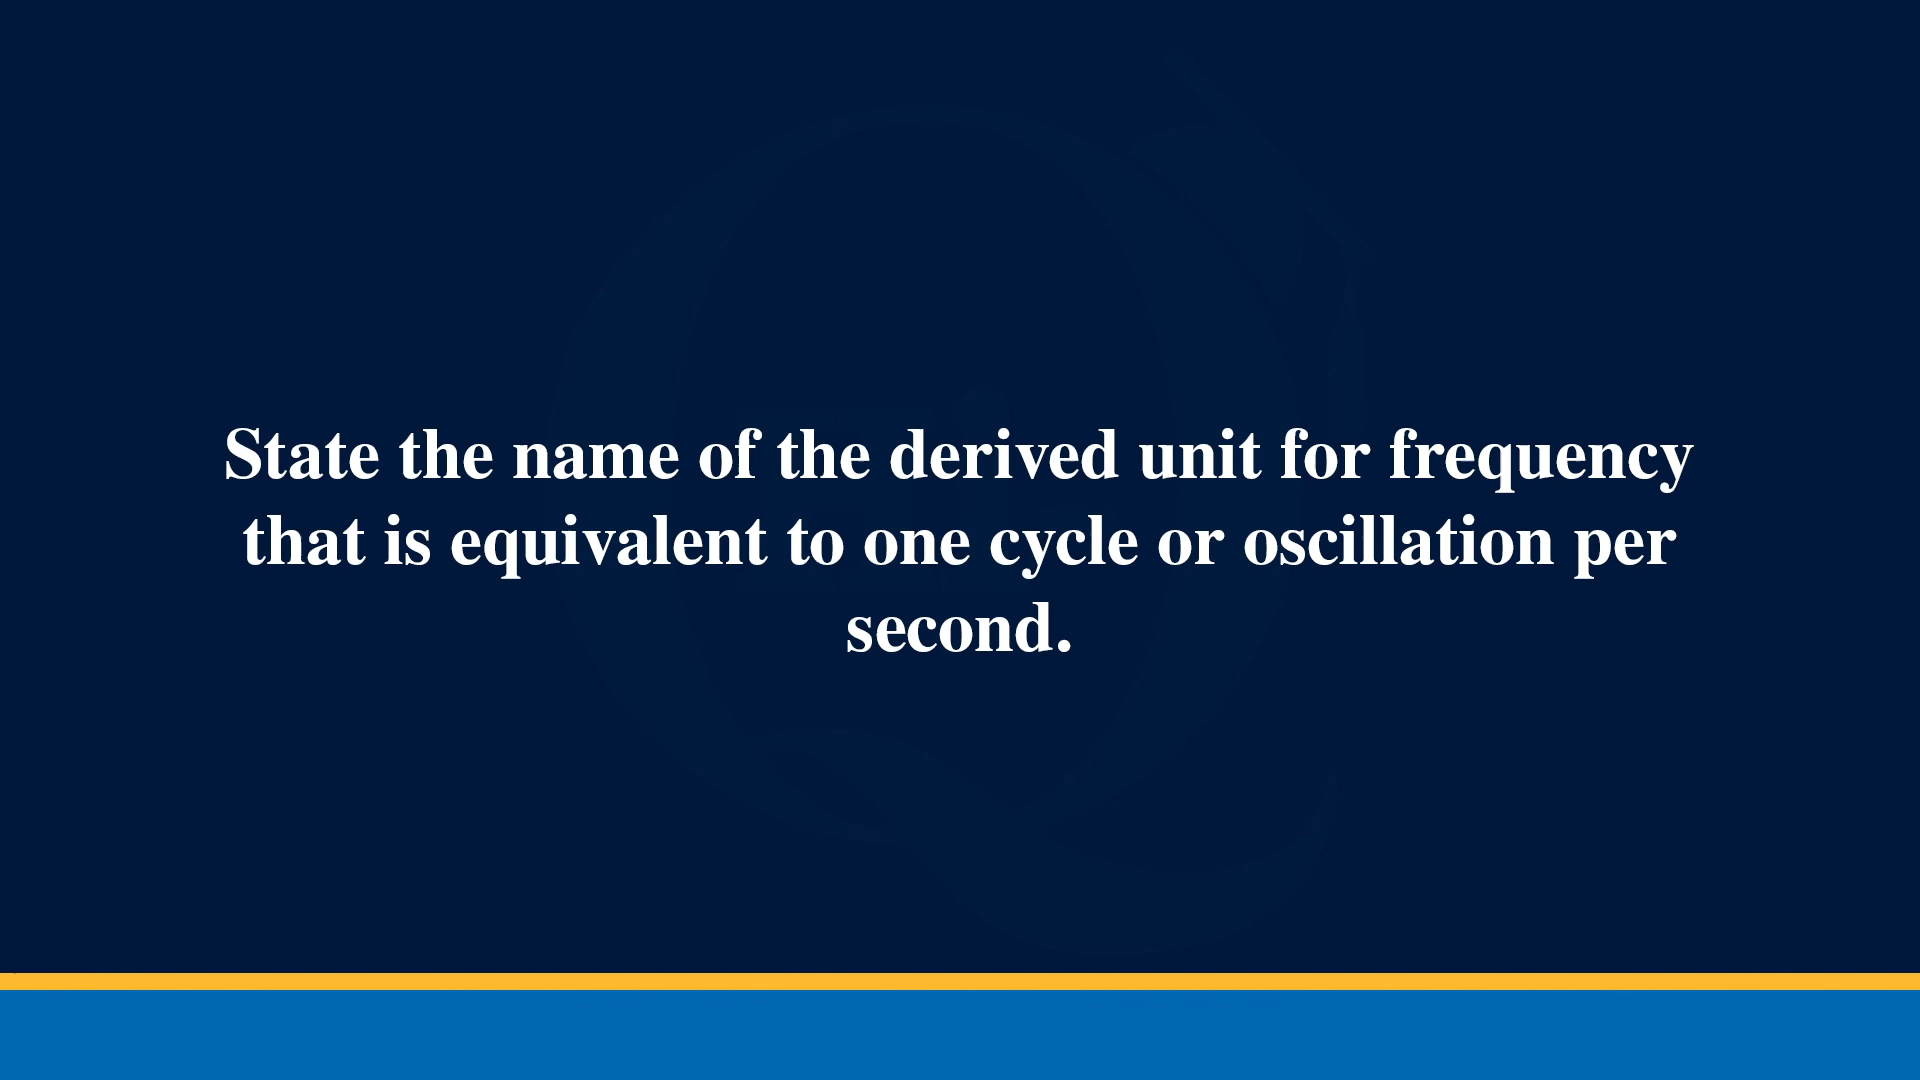 State the name of the derived unit for frequency
that is equivalent to one cycle or oscillation per
second.